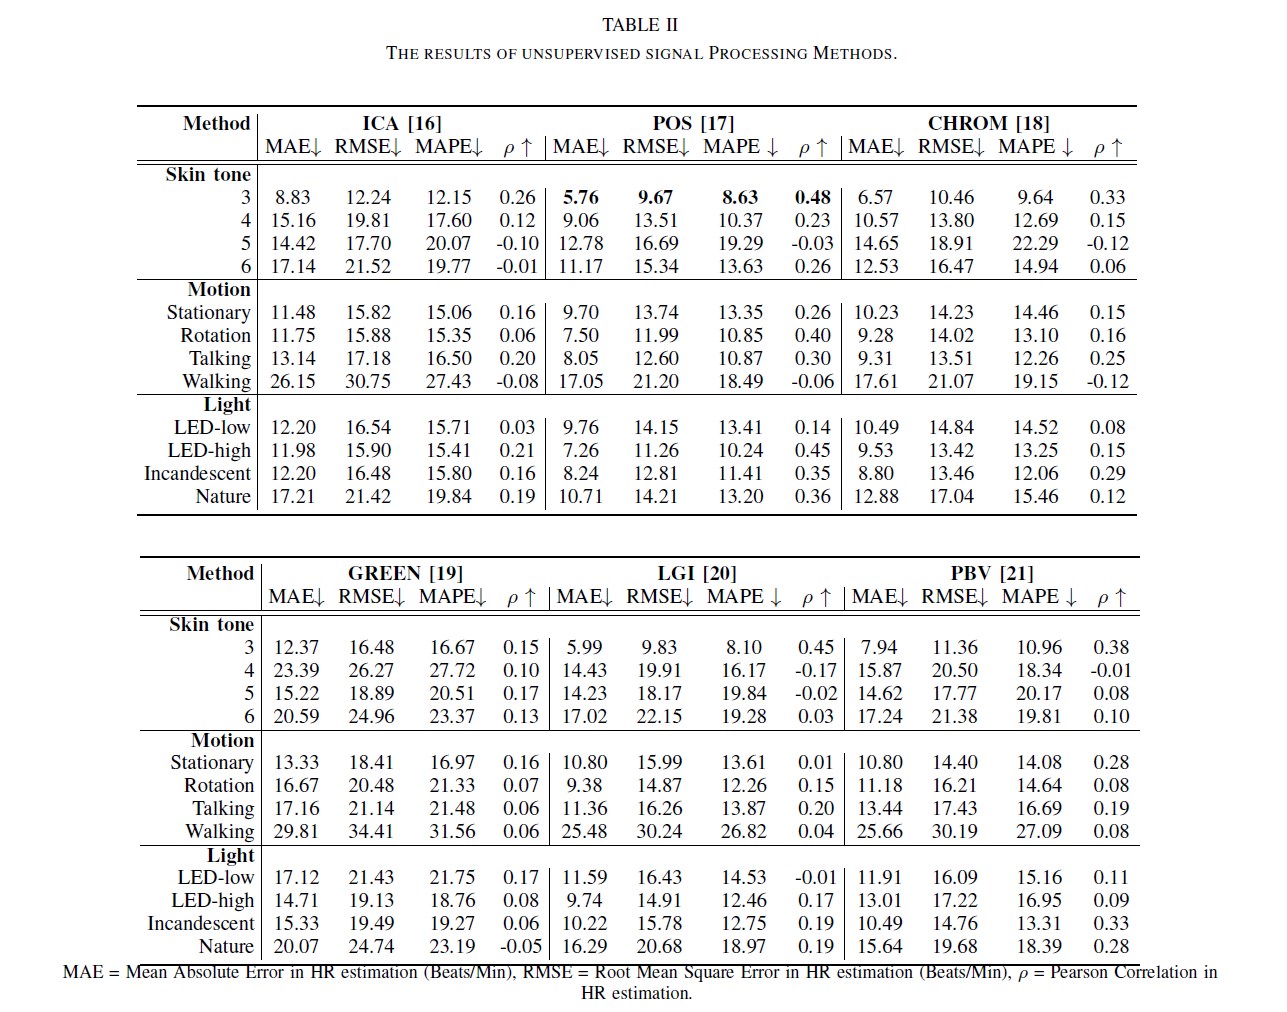 TABLE II
THE RESULTS OF UNSUPERVISED SIGNAL PROCESSING METHODS.
Method ICA [16] POS [17] CHROM [18]
MAE↓ RMSE↓ MAPE↓ ρ ↑ MAE↓ RMSE↓ MAPE ↓ ρ ↑ MAE↓ RMSE↓ MAPE ↓ ρ ↑
Skin tone
3 8.83 12.24 12.15 0.26 5.76 9.67 8.63 0.48 6.57 10.46 9.64 0.33
4 15.16 19.81 17.60 0.12 9.06 13.51 10.37 0.23 10.57 13.80 12.69 0.15
5 14.42 17.70 20.07 -0.10 12.78 16.69 19.29 -0.03 14.65 18.91 22.29 -0.12
6 17.14 21.52 19.77 -0.01 11.17 15.34 13.63 0.26 12.53 16.47 14.94 0.06
Motion
Stationary 11.48 15.82 15.06 0.16 9.70 13.74 13.35 0.26 10.23 14.23 14.46 0.15
Rotation 11.75 15.88 15.35 0.06 7.50 11.99 10.85 0.40 9.28 14.02 13.10 0.16
Talking 13.14 17.18 16.50 0.20 8.05 12.60 10.87 0.30 9.31 13.51 12.26 0.25
Walking 26.15 30.75 27.43 -0.08 17.05 21.20 18.49 -0.06 17.61 21.07 19.15 -0.12
Light
LED-low 12.20 16.54 15.71 0.03 9.76 14.15 13.41 0.14 10.49 14.84 14.52 0.08
LED-high 11.98 15.90 15.41 0.21 7.26 11.26 10.24 0.45 9.53 13.42 13.25 0.15
Incandescent 12.20 16.48 15.80 0.16 8.24 12.81 11.41 0.35 8.80 13.46 12.06 0.29
Nature 17.21 21.42 19.84 0.19 10.71 14.21 13.20 0.36 12.88 17.04 15.46 0.12
Method GREEN [19] LGI [20] PBV [21]
MAE↓ RMSE↓ MAPE↓ ρ ↑ MAE↓ RMSE↓ MAPE ↓ ρ ↑ MAE↓ RMSE↓ MAPE ↓ ρ ↑
Skin tone
3 12.37 16.48 16.67 0.15 5.99 9.83 8.10 0.45 7.94 11.36 10.96 0.38
4 23.39 26.27 27.72 0.10 14.43 19.91 16.17 -0.17 15.87 20.50 18.34 -0.01
5 15.22 18.89 20.51 0.17 14.23 18.17 19.84 -0.02 14.62 17.77 20.17 0.08
6 20.59 24.96 23.37 0.13 17.02 22.15 19.28 0.03 17.24 21.38 19.81 0.10
Motion
Stationary 13.33 18.41 16.97 0.16 10.80 15.99 13.61 0.01 10.80 14.40 14.08 0.28
Rotation 16.67 20.48 21.33 0.07 9.38 14.87 12.26 0.15 11.18 16.21 14.64 0.08
Talking 17.16 21.14 21.48 0.06 11.36 16.26 13.87 0.20 13.44 17.43 16.69 0.19
Walking 29.81 34.41 31.56 0.06 25.48 30.24 26.82 0.04 25.66 30.19 27.09 0.08
Light
LED-low 17.12 21.43 21.75 0.17 11.59 16.43 14.53 -0.01 11.91 16.09 15.16 0.11
LED-high 14.71 19.13 18.76 0.08 9.74 14.91 12.46 0.17 13.01 17.22 16.95 0.09
Incandescent 15.33 19.49 19.27 0.06 10.22 15.78 12.75 0.19 10.49 14.76 13.31 0.33
Nature 20.07 24.74 23.19 -0.05 16.29 20.68 18.97 0.19 15.64 19.68 18.39 0.28
MAE = Mean Absolute Error in HR estimation (Beats/Min), RMSE = Root Mean Square Error in HR estimation (Beats/Min), ρ = Pearson Correlation in
HR estimation.